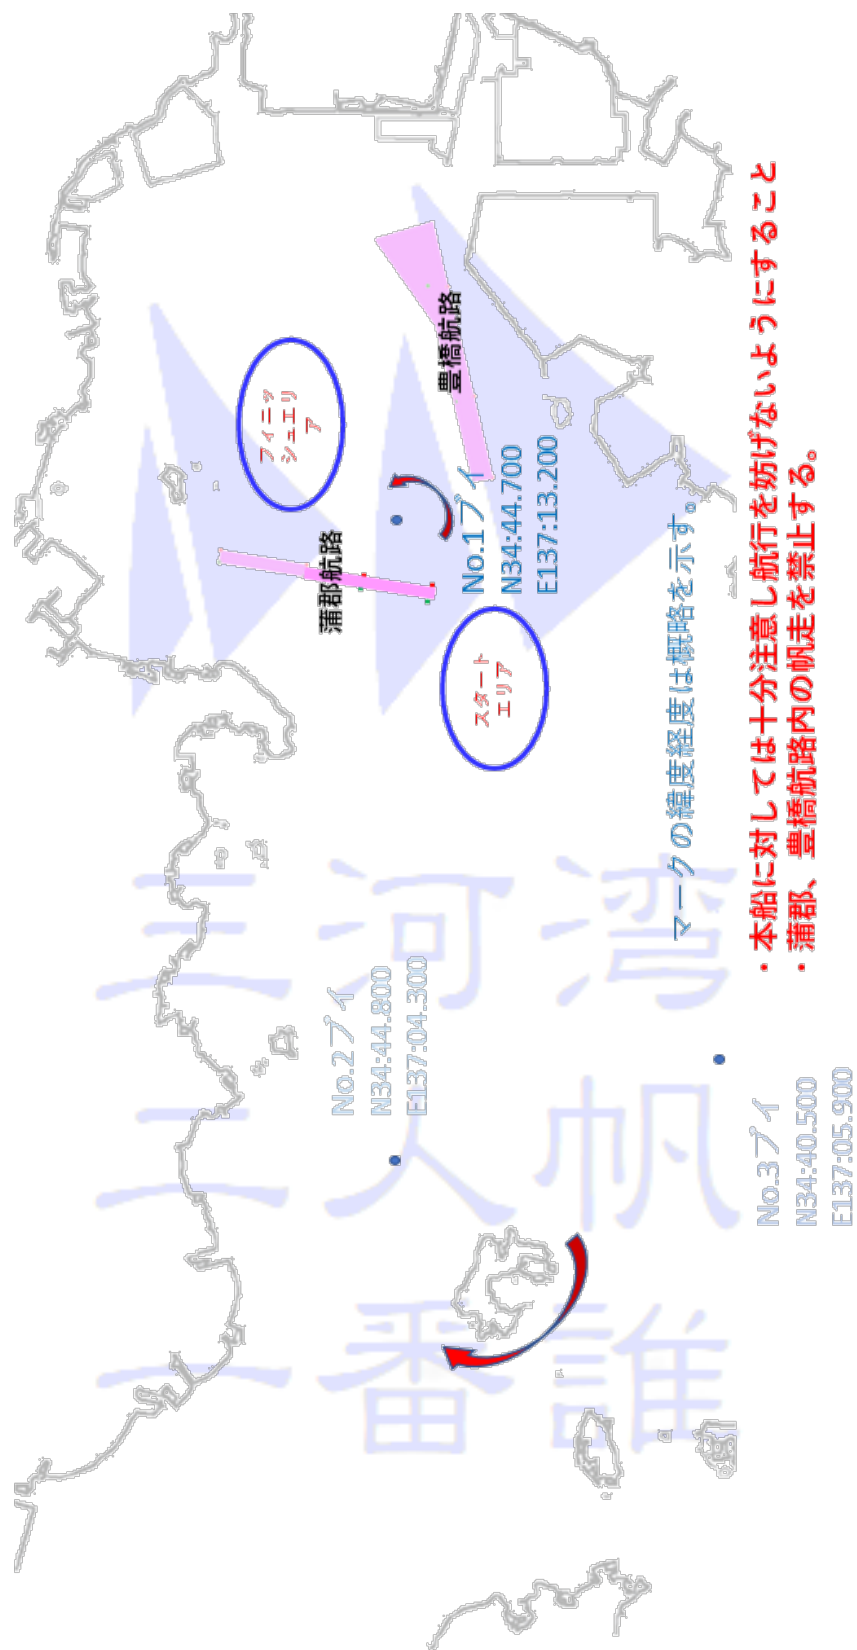 三河湾
二人帆
二番誰
フィニッ
シュエリ
ア
蒲郡航路
豊橋航路
No.1ブイ
N34:44.700
E137:13.200
スタート
エリア
No.2ブイ
N34:44.800
E137:04.300
マークの緯度経度は概略を示す。
No.3ブイ
N34:40.500
E137:05.900
・本船に対しては十分注意し航行を妨げないようにすること
・蒲郡、豊橋航路内の帆走を禁止する。